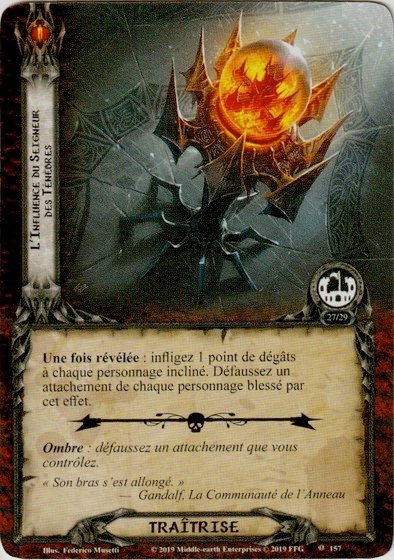 L'Influence du Seigneur
des Ténèbres
27/29
Une fois révélée : infligez 1 point de dégâts
à chaque personnage incliné. Défaussez un
attachement de chaque personnage blessé par
cet effet.
Ombre : défaussez un attachement que vous
contrôlez.
« Son bras s'est allongé. »
— Gandalf, La Communauté de l'Anneau
TRAÎTRISE
Illus. Federico Musetti © 2019 Middle-earth Enterprises © 2019 FFG 157